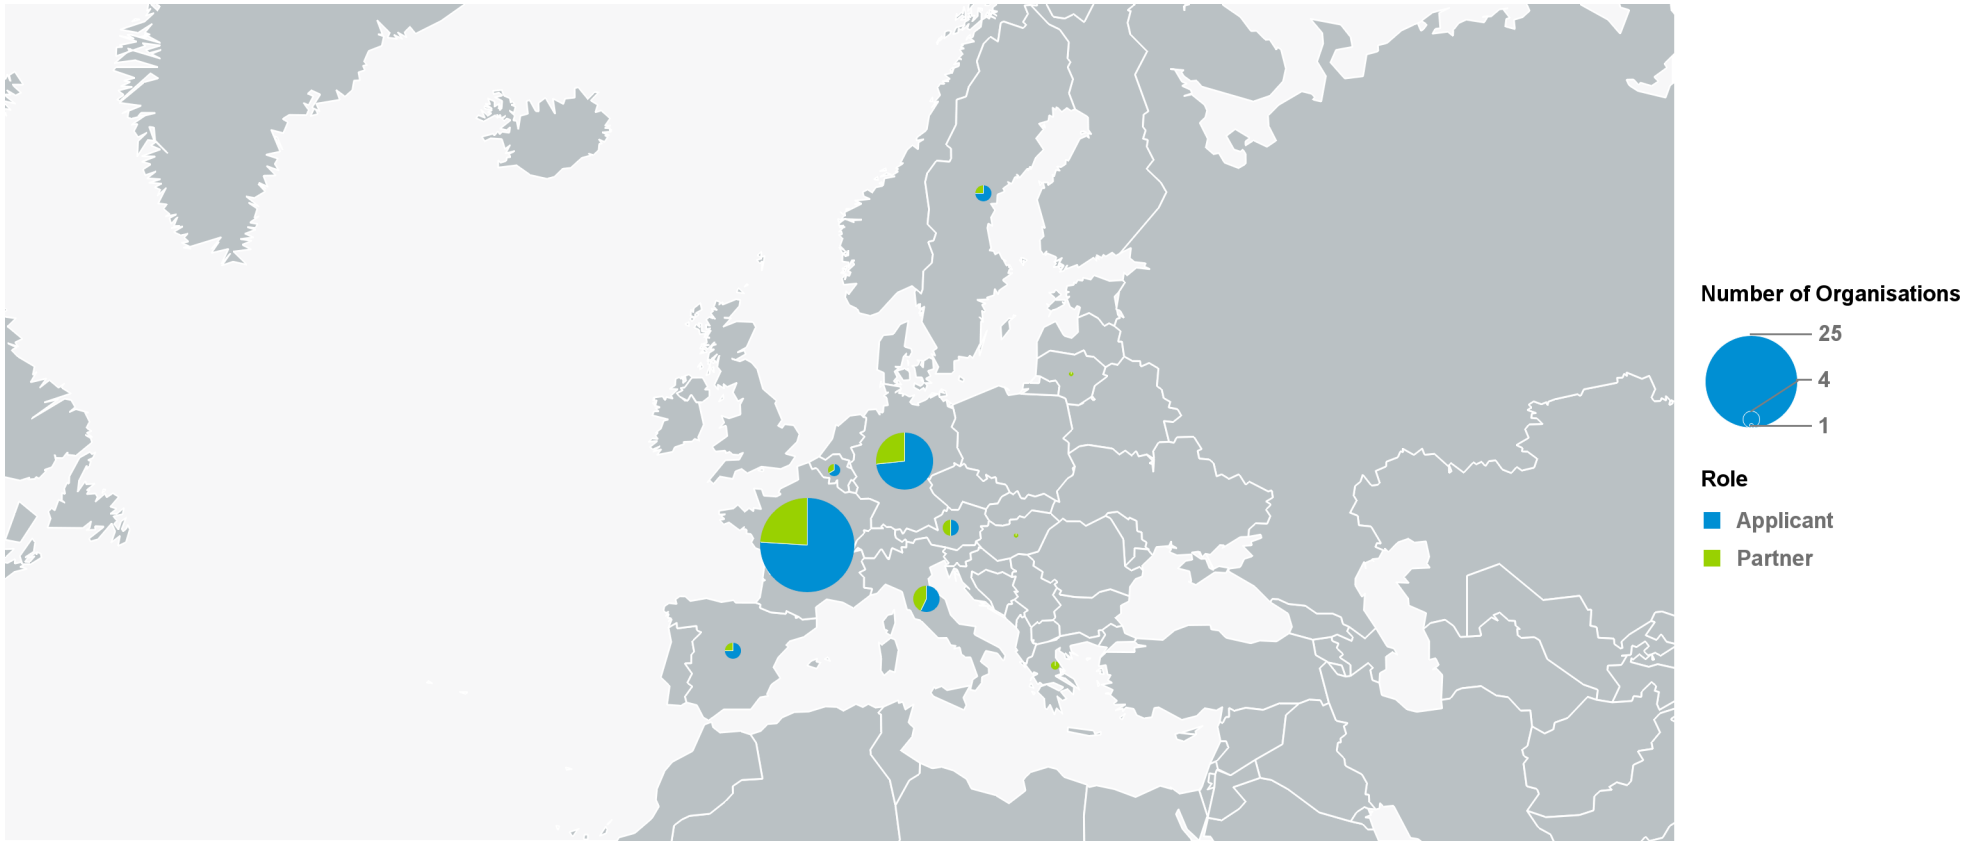 Number of Organisations
25
4
1
Role
Applicant
Partner